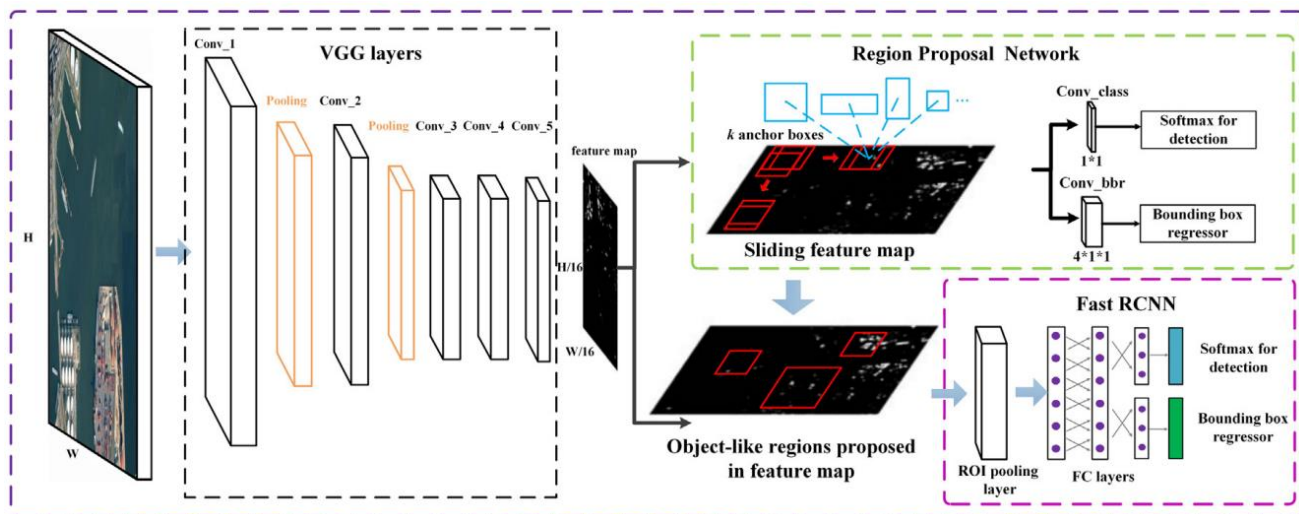 VGG layers
Conv_1
Pooling
Conv_2
Pooling
Conv_3
Conv_4
Conv_5
H
W
feature map
H/16
W/16
Region Proposal Network
k anchor boxes
...
Sliding feature map
Conv_class
1*1
Softmax for
detection
Conv_bbr
4*1*1
Bounding box
regressor
Object-like regions proposed
in feature map
Fast RCNN
ROI pooling
layer
FC layers
Softmax for
detection
Bounding box
regressor